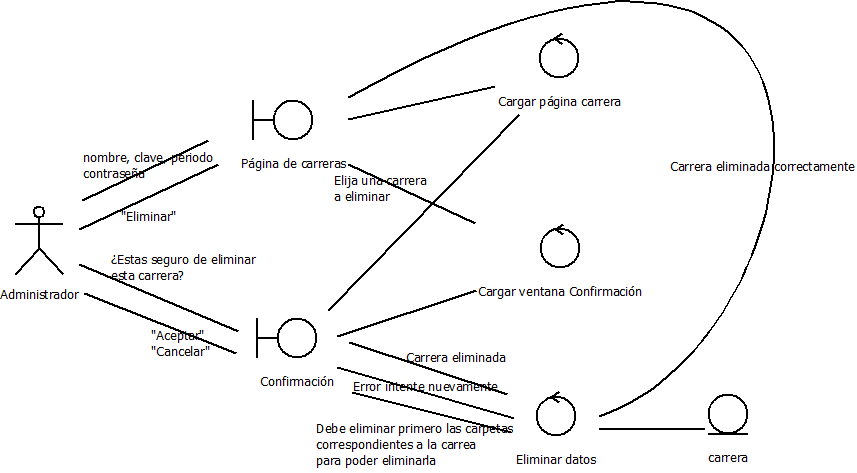 Cargar página carrera
nombre, clave, periodo
contraseña
Página de carreras
Carrera eliminada correctamente
Elija una carrera
a eliminar
"Eliminar"
¿Estas seguro de eliminar
esta carrera?
Administrador
Cargar ventana Confirmación
"Aceptar"
"Cancelar"
Confirmación
Carrera eliminada
Error intente nuevamente
Debe eliminar primero las carpetas
correspondientes a la carrea
para poder eliminarla
Eliminar datos
carrera